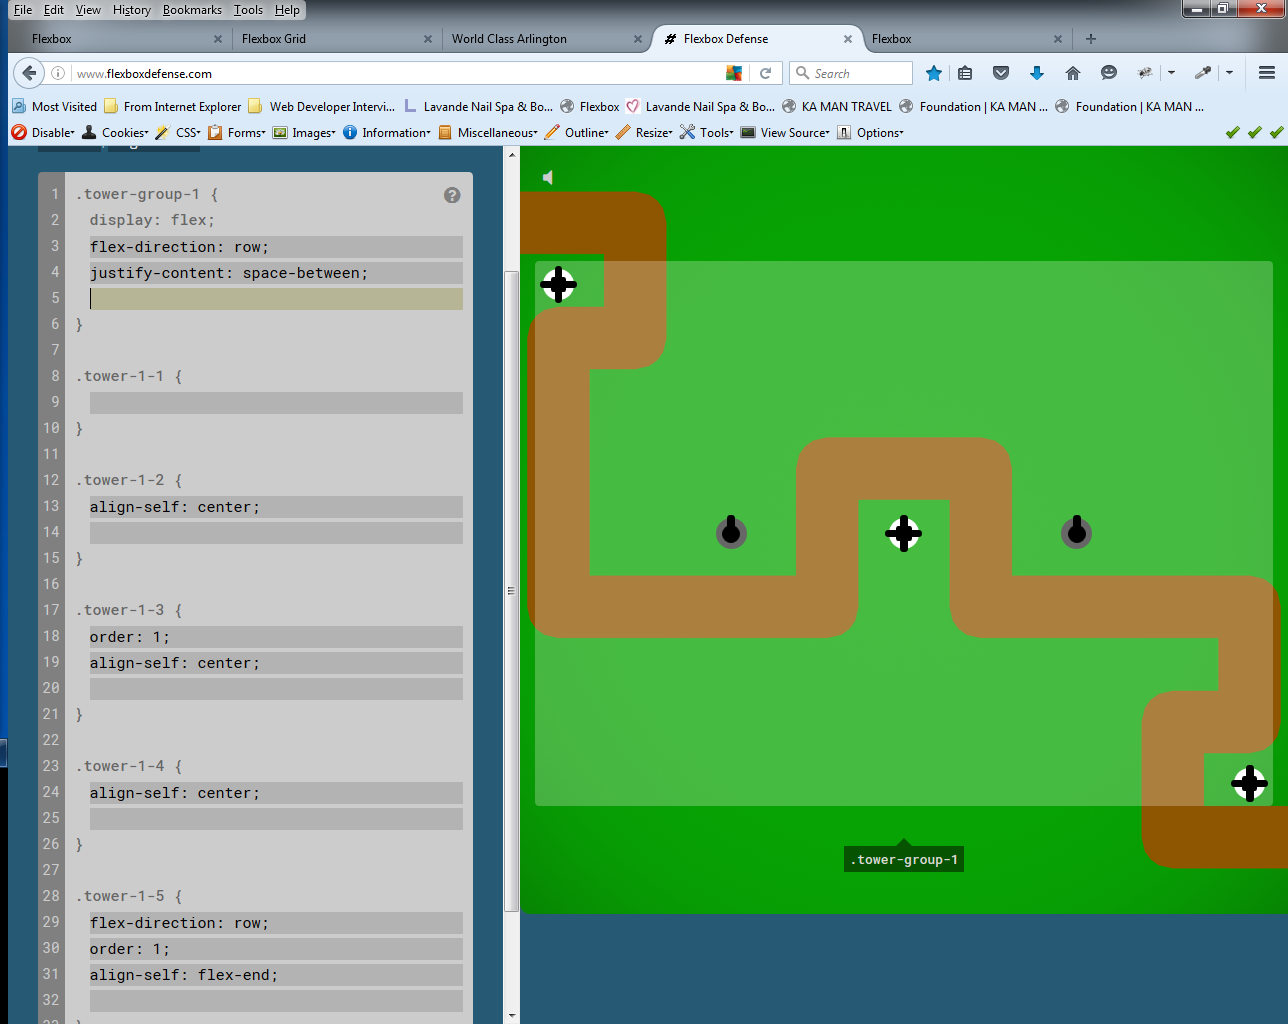 File Edit View History Bookmarks Tools Help
Flexbox Flexbox Grid World Class Arlington # Flexbox Defense Flexbox
www.flexboxdefense.com Search
Most Visited From Internet Explorer Web Developer Intervi... Lavande Nail Spa & Bo... Flexbox Lavande Nail Spa & Bo... KA MAN TRAVEL Foundation | KA MAN ... Foundation | KA MAN ...
Disable Cookies CSS Forms Images Information Miscellaneous Outline Resize Tools View Source Options
1 .tower-group-1 {
2 display: flex;
3 flex-direction: row;
4 justify-content: space-between;
5
6 }
7
8 .tower-1-1 {
9
10 }
11
12 .tower-1-2 {
13 align-self: center;
14
15 }
16
17 .tower-1-3 {
18 order: 1;
19 align-self: center;
20
21 }
22
23 .tower-1-4 {
24 align-self: center;
25
26 }
27
28 .tower-1-5 {
29 flex-direction: row;
30 order: 1;
31 align-self: flex-end;
32
.tower-group-1